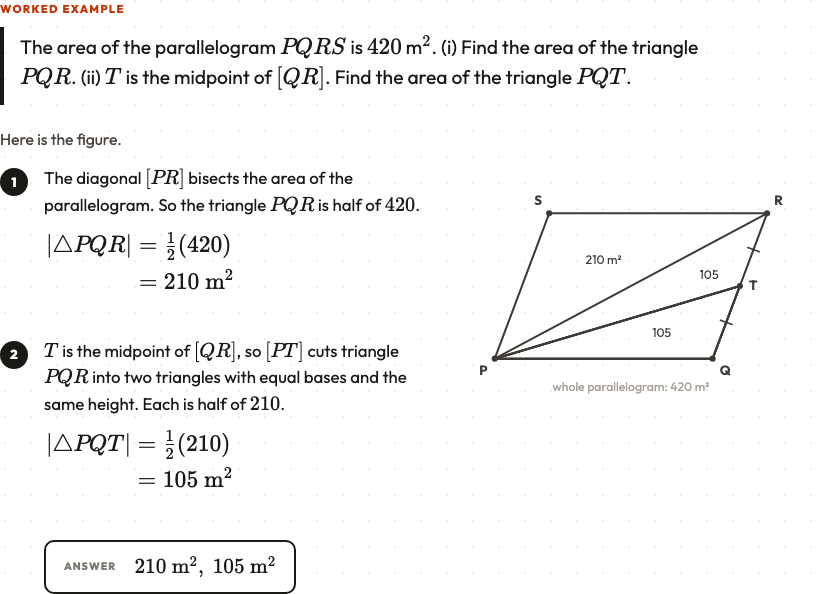 WORKED EXAMPLE
The area of the parallelogram PQRS is 420 m². (i) Find the area of the triangle
PQR. (ii) T is the midpoint of [QR]. Find the area of the triangle PQT.
Here is the figure.
1
The diagonal [PR] bisects the area of the
parallelogram. So the triangle PQR is half of 420.
|△PQR| = ½(420)
= 210 m²
2
T is the midpoint of [QR], so [PT] cuts triangle
PQR into two triangles with equal bases and the
same height. Each is half of 210.
|△PQT| = ½(210)
= 105 m²
ANSWER 210 m², 105 m²
S
R
210 m²
105
T
105
P
Q
whole parallelogram: 420 m²